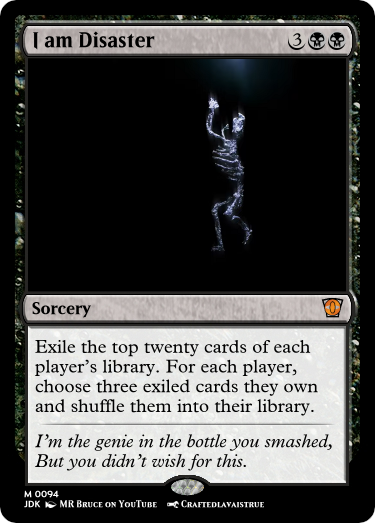 I am Disaster 3
Sorcery
Exile the top twenty cards of each
player's library. For each player,
choose three exiled cards they own
and shuffle them into their library.
I'm the genie in the bottle you smashed,
But you didn't wish for this.
M 0094
JDK MR Bruce on YouTube Craftedlavaistrue